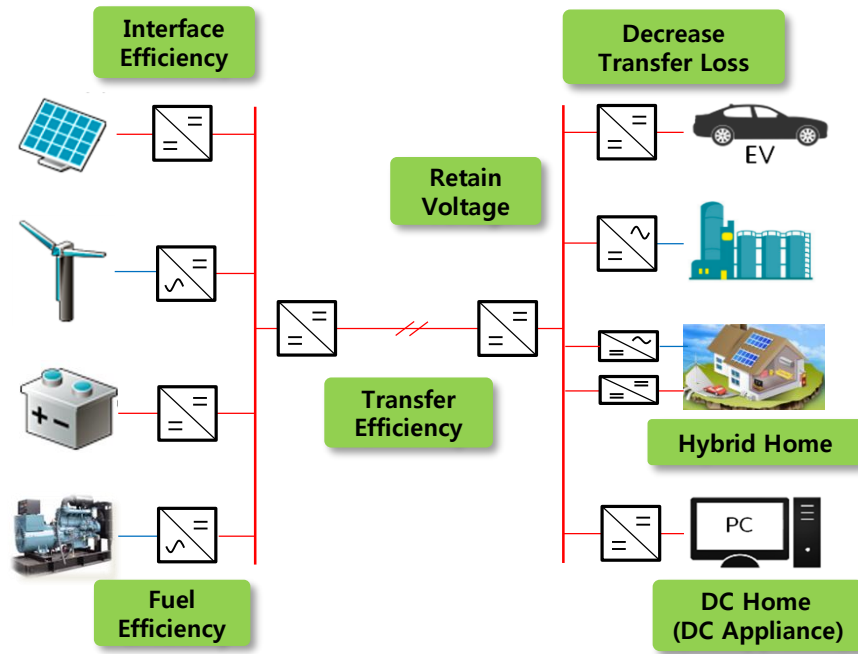 Interface
Efficiency
Decrease
Transfer Loss
EV
Retain
Voltage
Transfer
Efficiency
Hybrid Home
PC
Fuel
Efficiency
DC Home
(DC Appliance)